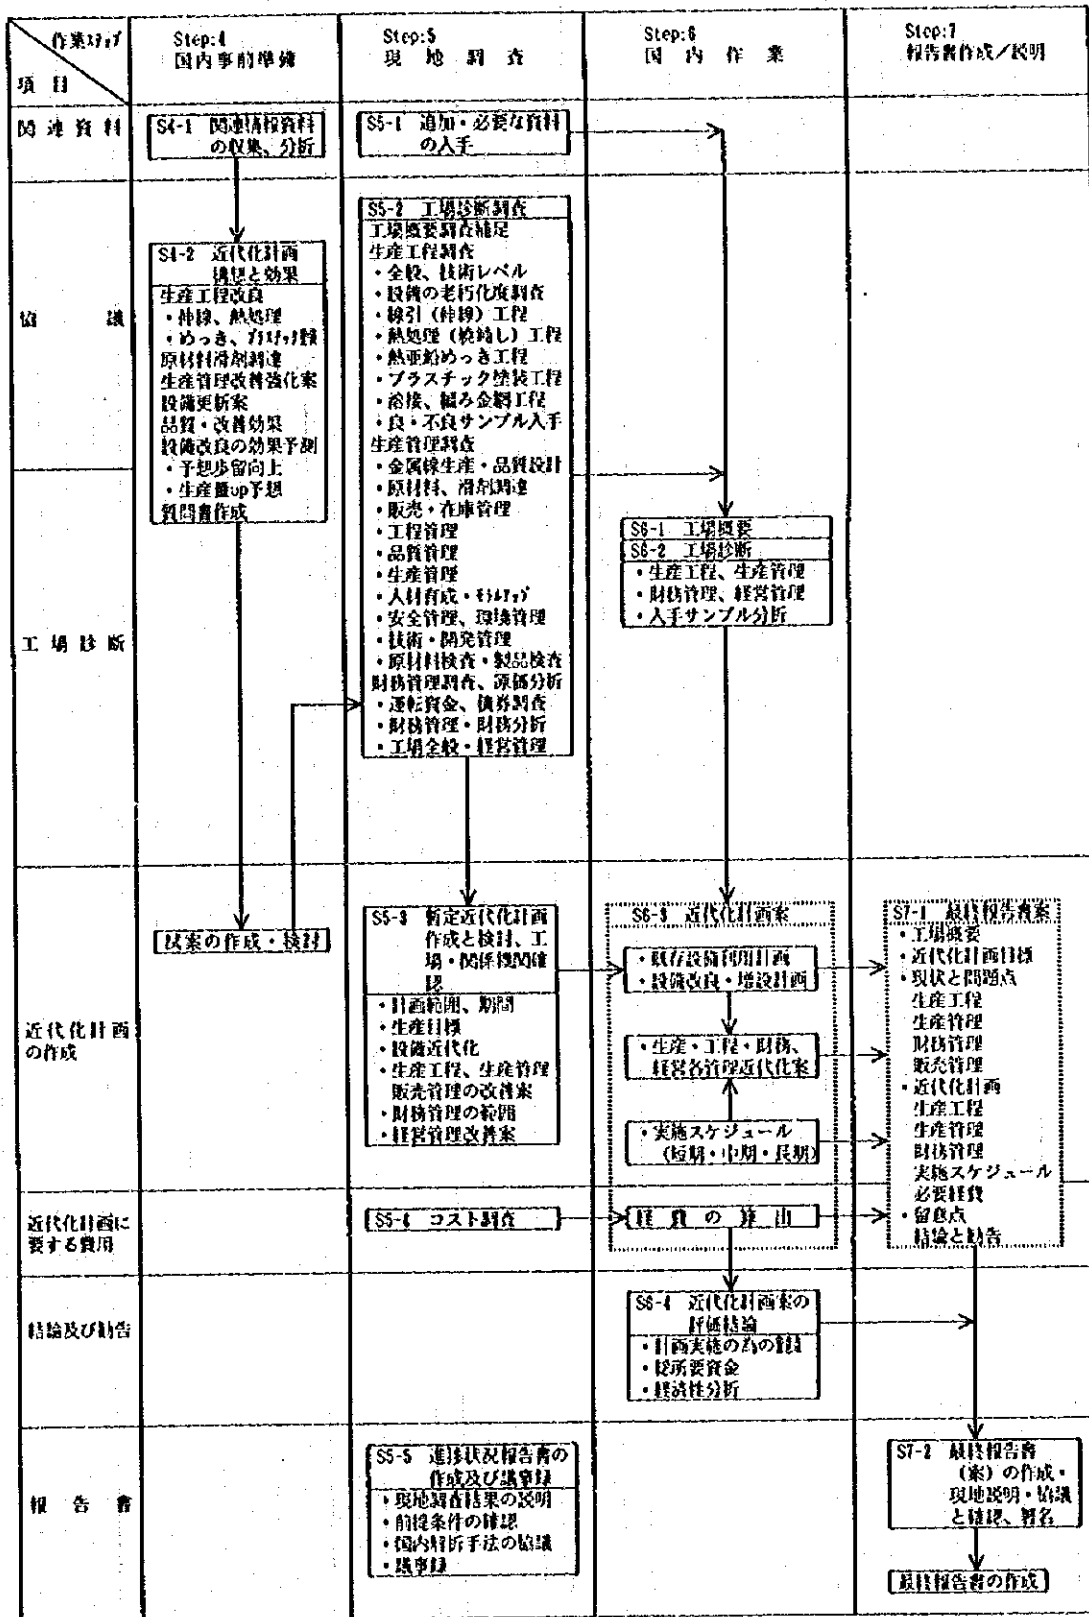 作業ｽﾃｯﾌﾟ
項 目
Step:4
国内事前準備
Step:5
現 地 調 査
Step:6
国 内 作 業
Step:7
報告書作成／説明
関連資料
S4-1 関連情報資料
の収集、分析
S5-1 追加・必要な資料
の入手
協 議
S4-2 近代化計画
構想と効果
生産工程改良
・伸線、熱処理
・めっき、ﾌﾟﾗｽﾁｯｸ
原材料滑剤調達
生産管理改善強化案
設備更新案
品質・改善効果
設備改良の効果予測
・予想歩留向上
・生産量up予想
質問書作成
S5-2 工場診断調査
工場概要調査補足
生産工程調査
・全般、技術レベル
・設備の老朽化度調査
・線引（伸線）工程
・熱処理（焼鈍し）工程
・熱亜鉛めっき工程
・プラスチック塗装工程
・溶接、編み金網工程
・良・不良サンプル入手
生産管理調査
・金属線生産・品質設計
・原材料、滑剤調達
・販売・在庫管理
・工程管理
・品質管理
・生産管理
・人材育成・ﾓﾗﾙｱｯﾌﾟ
・安全管理、環境管理
・技術・開発管理
・原材料検査・製品検査
財務管理調査、原価分析
・運転資金、債券調査
・財務管理・財務分析
・工場全般・経営管理
工場診断
S6-1 工場概要
S6-2 工場診断
・生産工程、生産管理
・財務管理、経営管理
・入手サンプル分析
近代化計画
の作成
試案の作成・検討
S5-3 暫定近代化計画
作成と検討、工
場・関係機関確
認
・計画範囲、期間
・生産目標
・設備近代化
・生産工程、生産管理
販売管理の改善案
・財務管理の範囲
・経営管理改善案
S6-3 近代化計画案
・既存設備利用計画
・設備改良・増設計画
・生産・工程・財務、
経営各管理近代化案
・実施スケジュール
（短期・中期・長期）
S7-1 最終報告書案
・工場概要
・近代化計画目標
・現状と問題点
生産工程
生産管理
財務管理
販売管理
・近代化計画
生産工程
生産管理
財務管理
実施スケジュール
必要経費
・留意点
結論と勧告
近代化計画に
要する費用
S5-4 コスト調査
経 費 の 算 出
結論及び勧告
S6-4 近代化計画案の
評価結論
・計画実施の為の
・総所要資金
・経済性分析
報 告 書
S5-5 進捗状況報告書の
作成及び議事録
・現地調査結果の説明
・前提条件の確認
・国内解析手法の協議
・議事録
S7-2 最終報告書
（案）の作成・
現地説明・協議
と確認、署名
最終報告書の作成